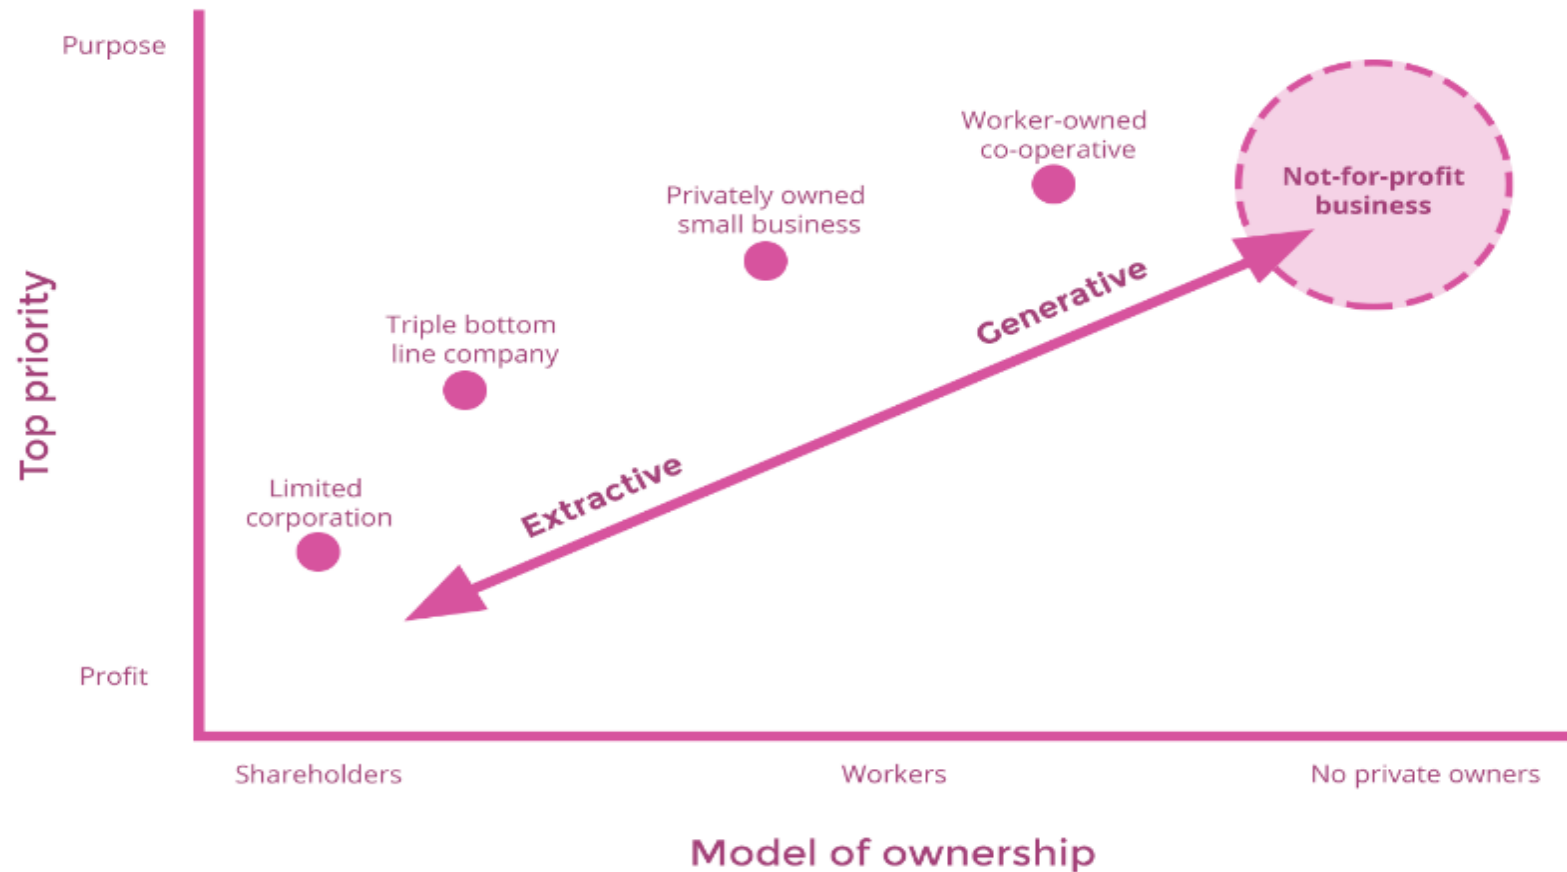 Purpose
Worker-owned
co-operative
Not-for-profit
business
Privately owned
small business
Generative
Triple bottom
line company
Top priority
Extractive
Limited
corporation
Profit
Shareholders
Workers
No private owners
Model of ownership